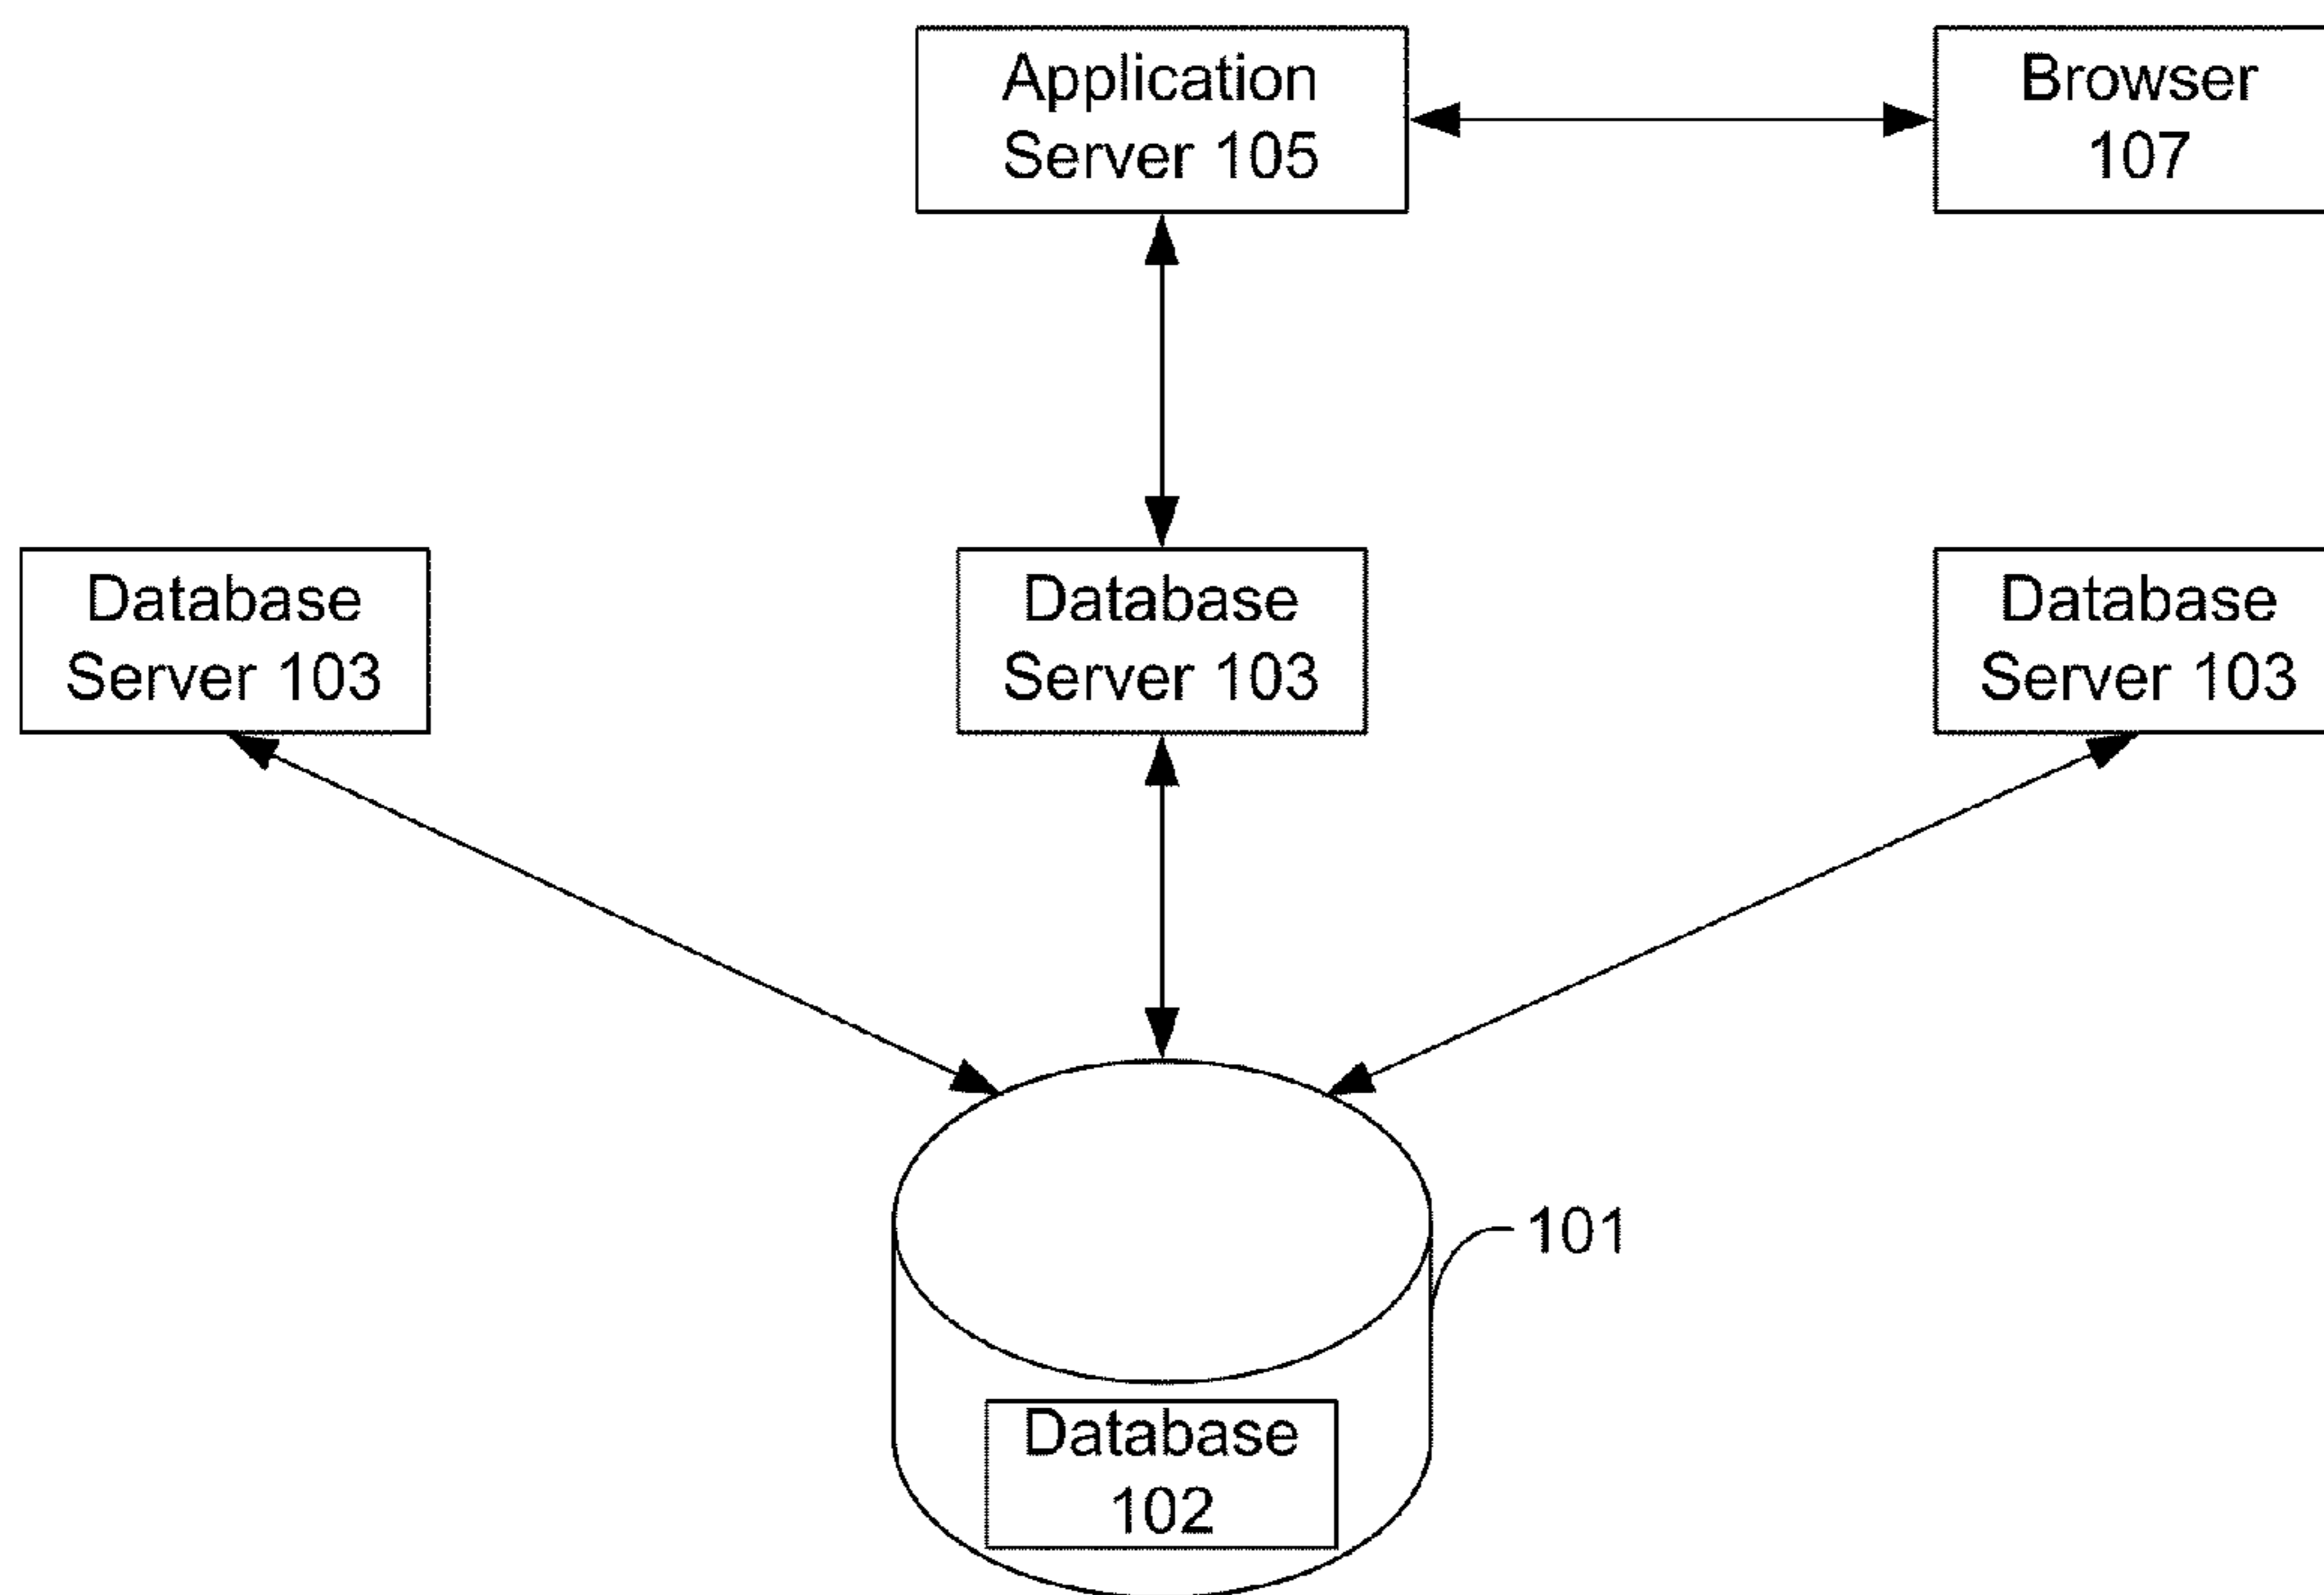 Application
Server 105
Browser
107
Database
Server 103
Database
Server 103
Database
Server 103
101
Database
102